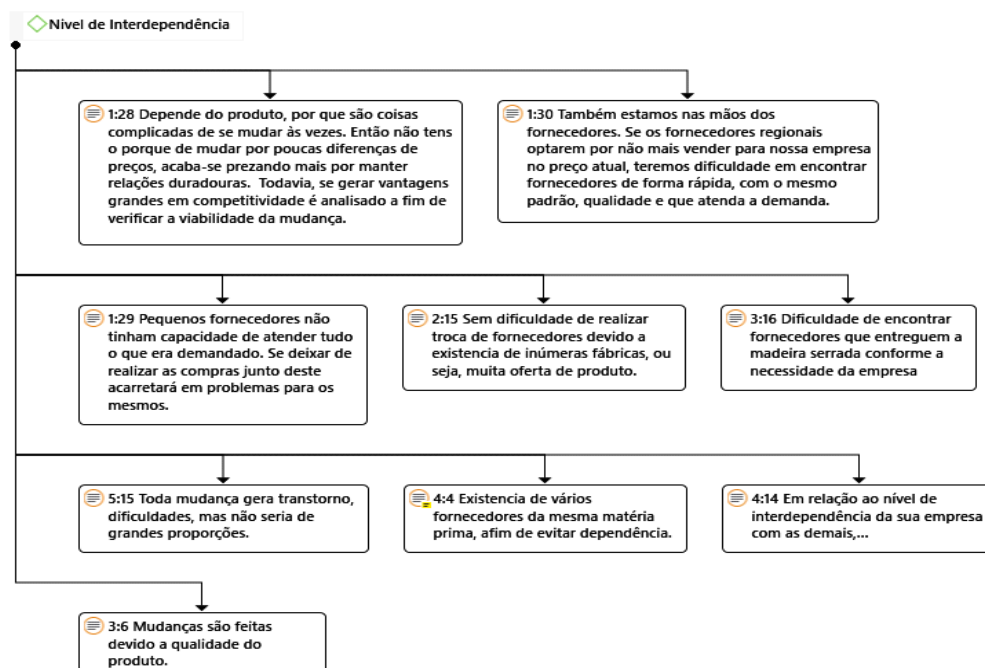 Nivel de Interdependência
1:28 Depende do produto, por que são coisas
complicadas de se mudar às vezes. Então não tens
o porque de mudar por poucas diferenças de
preços, acaba-se prezando mais por manter
relações duradouras. Todavia, se gerar vantagens
grandes em competitividade é analisado a fim de
verificar a viabilidade da mudança.
1:30 Também estamos nas mãos dos
fornecedores. Se os fornecedores regionais
optarem por não mais vender para nossa empresa
no preço atual, teremos dificuldade em encontrar
fornecedores de forma rápida, com o mesmo
padrão, qualidade e que atenda a demanda.
1:29 Pequenos fornecedores não
tinham capacidade de atender tudo
o que era demandado. Se deixar de
realizar as compras junto deste
acarretará em problemas para os
mesmos.
2:15 Sem dificuldade de realizar
troca de fornecedores devido a
existencia de inúmeras fábricas, ou
seja, muita oferta de produto.
3:16 Dificuldade de encontrar
fornecedores que entreguem a
madeira serrada conforme a
necessidade da empresa
5:15 Toda mudança gera transtorno,
dificuldades, mas não seria de
grandes proporções.
4:4 Existencia de vários
fornecedores da mesma matéria
prima, afim de evitar dependência.
4:14 Em relação ao nível de
interdependência da sua empresa
com as demais,...
3:6 Mudanças são feitas
devido a qualidade do
produto.